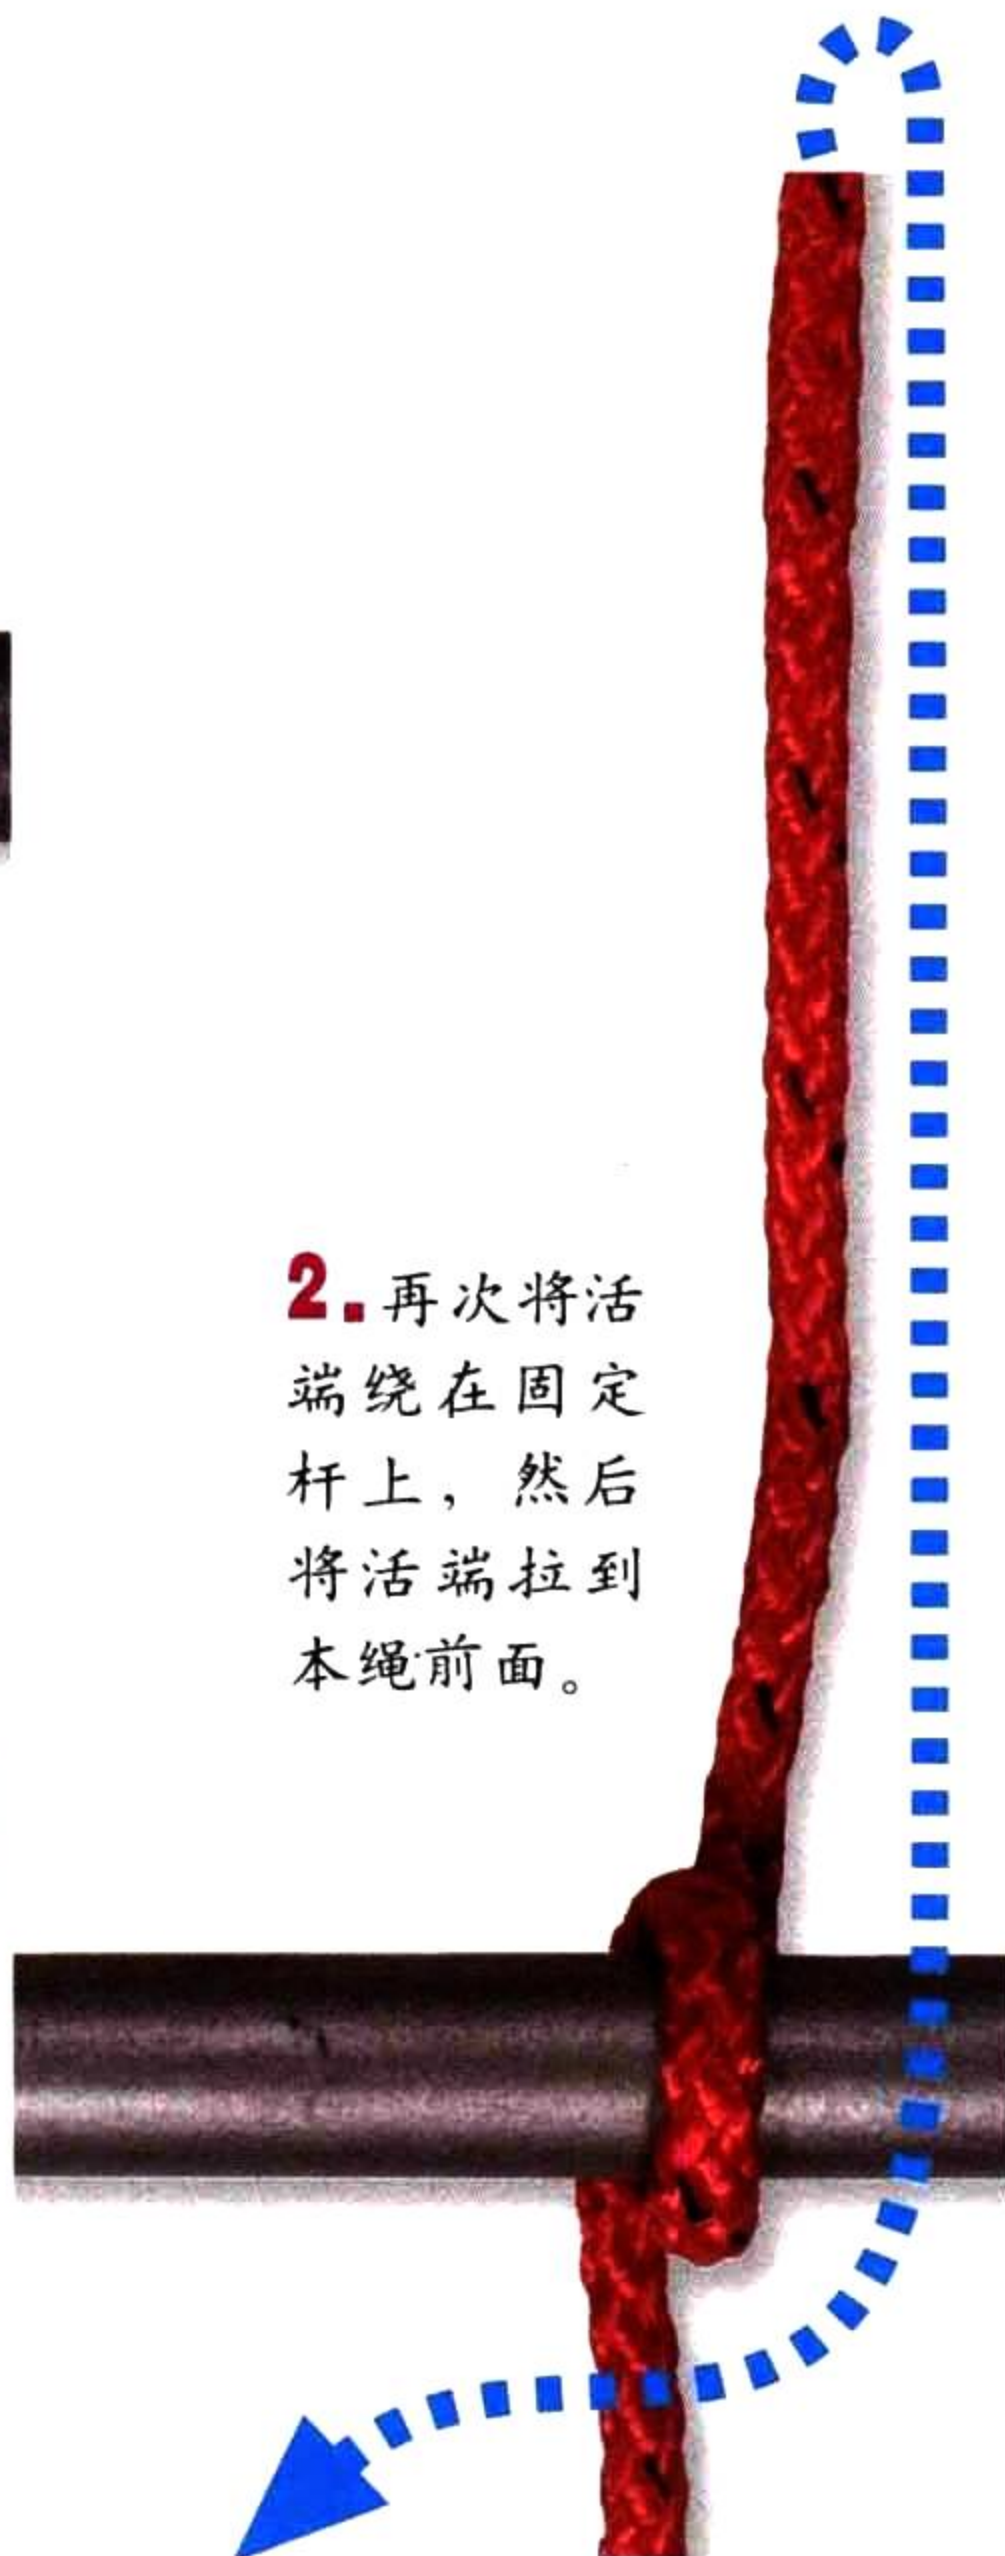 2.再次将活
端绕在固定
杆上，然后
将活端拉到
本绳前面。